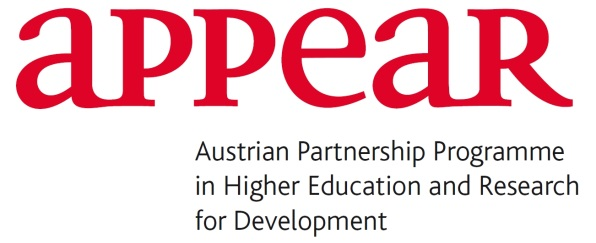 appear
Austrian Partnership Programme
in Higher Education and Research
for Development